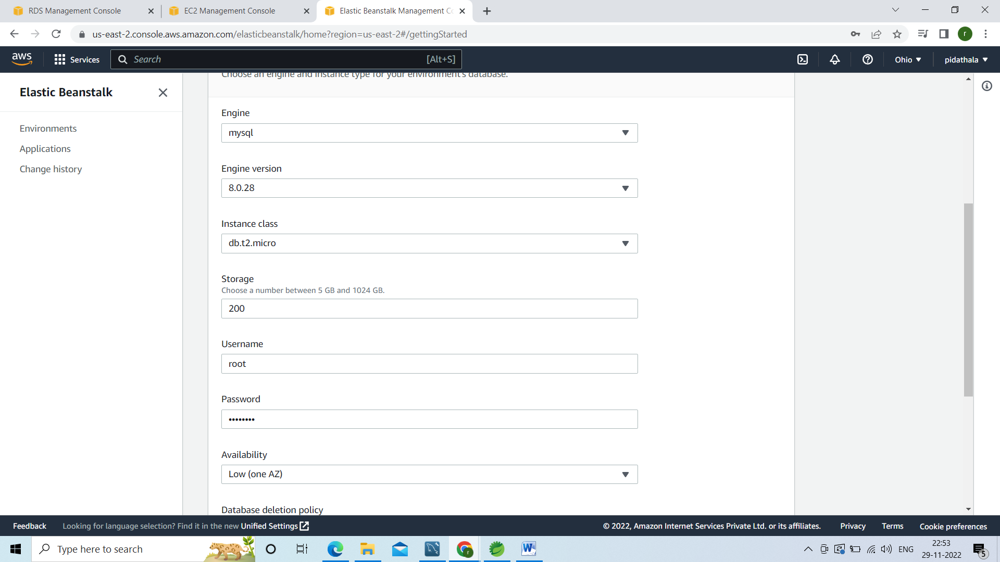 RDS Management Console
EC2 Management Console
Elastic Beanstalk Management Co
us-east-2.console.aws.amazon.com/elasticbeanstalk/home?region=us-east-2#/gettingStarted
r
aws
Services
Search
[Alt+S]
Ohio
pidathala
Elastic Beanstalk
Environments
Applications
Change history
Choose an engine and instance type for your environment's database.
Engine
mysql
Engine version
8.0.28
Instance class
db.t2.micro
Storage
Choose a number between 5 GB and 1024 GB.
200
Username
root
Password
••••••••
Availability
Low (one AZ)
Database deletion policy
Feedback
Looking for language selection? Find it in the new Unified Settings
© 2022, Amazon Internet Services Private Ltd. or its affiliates.
Privacy
Terms
Cookie preferences
Type here to search
r
W
ENG
22:53
29-11-2022
5